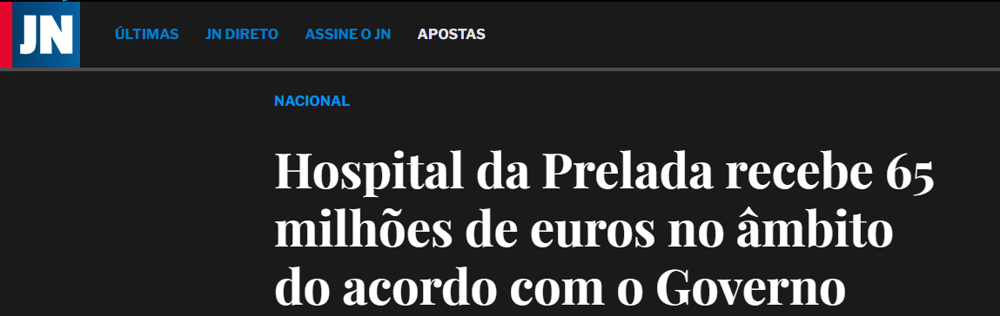 JN
ÚLTIMAS JN DIRETO ASSINE O JN APOSTAS
NACIONAL
Hospital da Prelada recebe 65
milhões de euros no âmbito
do acordo com o Governo